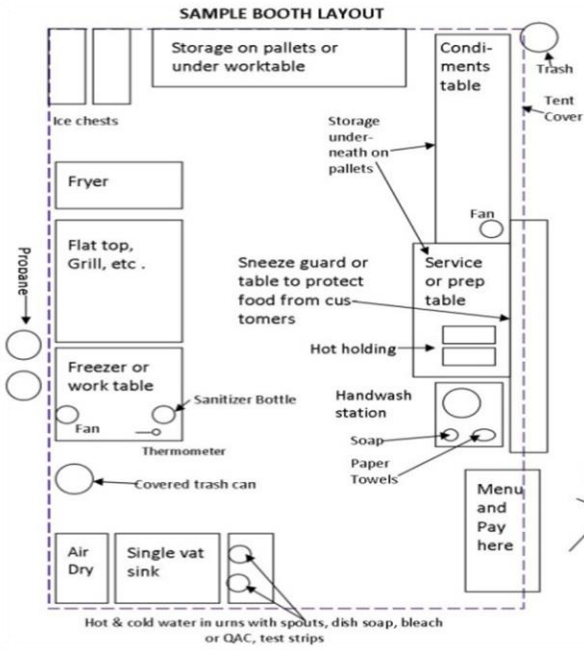 SAMPLE BOOTH LAYOUT
Storage on pallets or
under worktable
Condi-
ments
table
Trash
Tent
Cover
Ice chests
Storage
under-
neath on
pallets
Fryer
Fan
Flat top,
Grill, etc .
Propane
Sneeze guard or
table to protect
food from cus-
tomers
Service
or prep
table
Hot holding
Freezer or
work table
Sanitizer Bottle
Fan
Thermometer
Handwash
station
Soap
Paper
Towels
Covered trash can
Menu
and
Pay
here
Air
Dry
Single vat
sink
Hot & cold water in urns with spouts, dish soap, bleach
or QAC, test strips